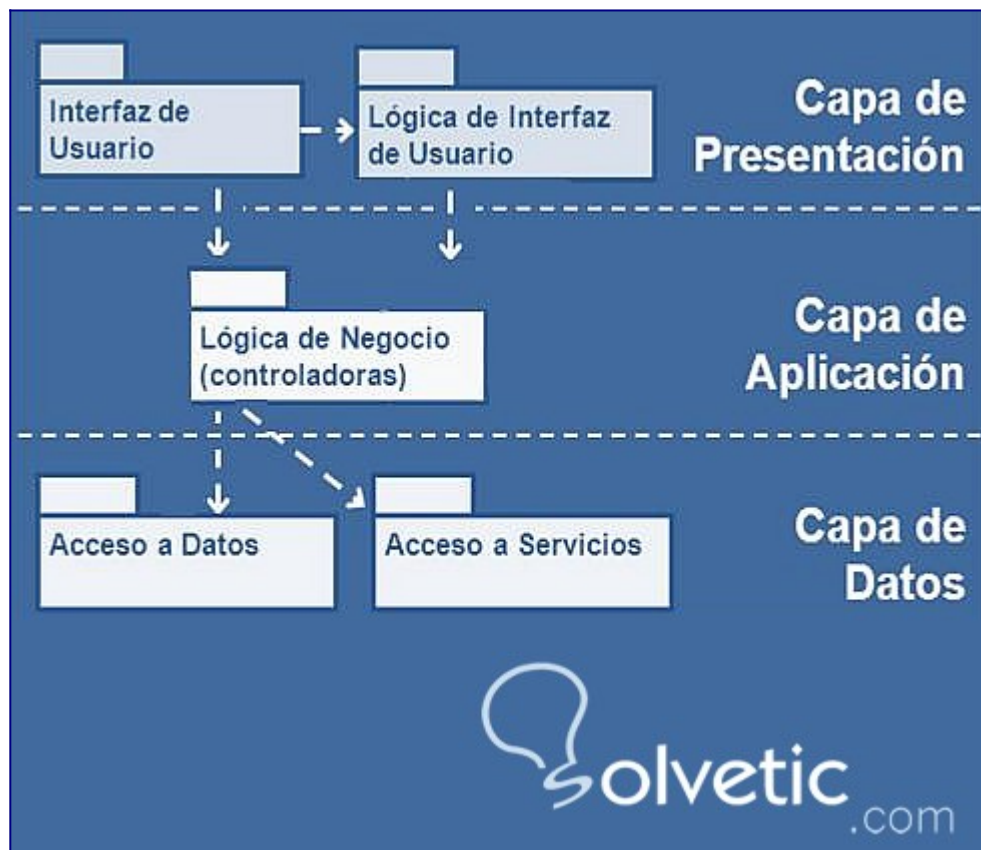 Interfaz de
Usuario
Lógica de Interfaz
de Usuario
Capa de
Presentación
Lógica de Negocio
(controladoras)
Capa de
Aplicación
Acceso a Datos
Acceso a Servicios
Capa de
Datos
Solvetic
.com